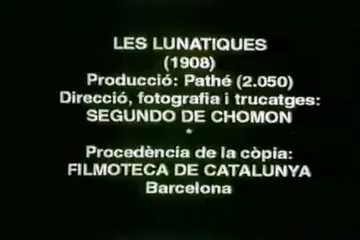 LES LUNATIQUES
(1908)
Producció: Pathé (2.050)
Direcció, fotografia i trucatges:
SEGUNDO DE CHOMON
*
Procedència de la còpia:
FILMOTECA DE CATALUNYA
Barcelona